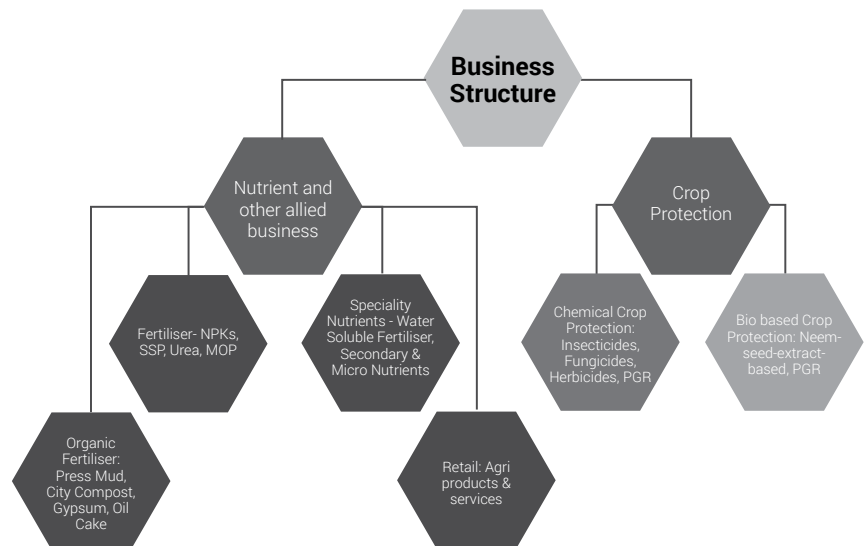 Business
Structure
Nutrient and
other allied
business
Crop
Protection
Fertiliser- NPKs,
SSP, Urea, MOP
Speciality
Nutrients - Water
Soluble Fertiliser,
Secondary &
Micro Nutrients
Chemical Crop
Protection:
Insecticides,
Fungicides,
Herbicides, PGR
Bio based Crop
Protection: Neem-
seed-extract-
based, PGR
Organic
Fertiliser:
Press Mud,
City Compost,
Gypsum, Oil
Cake
Retail: Agri
products &
services